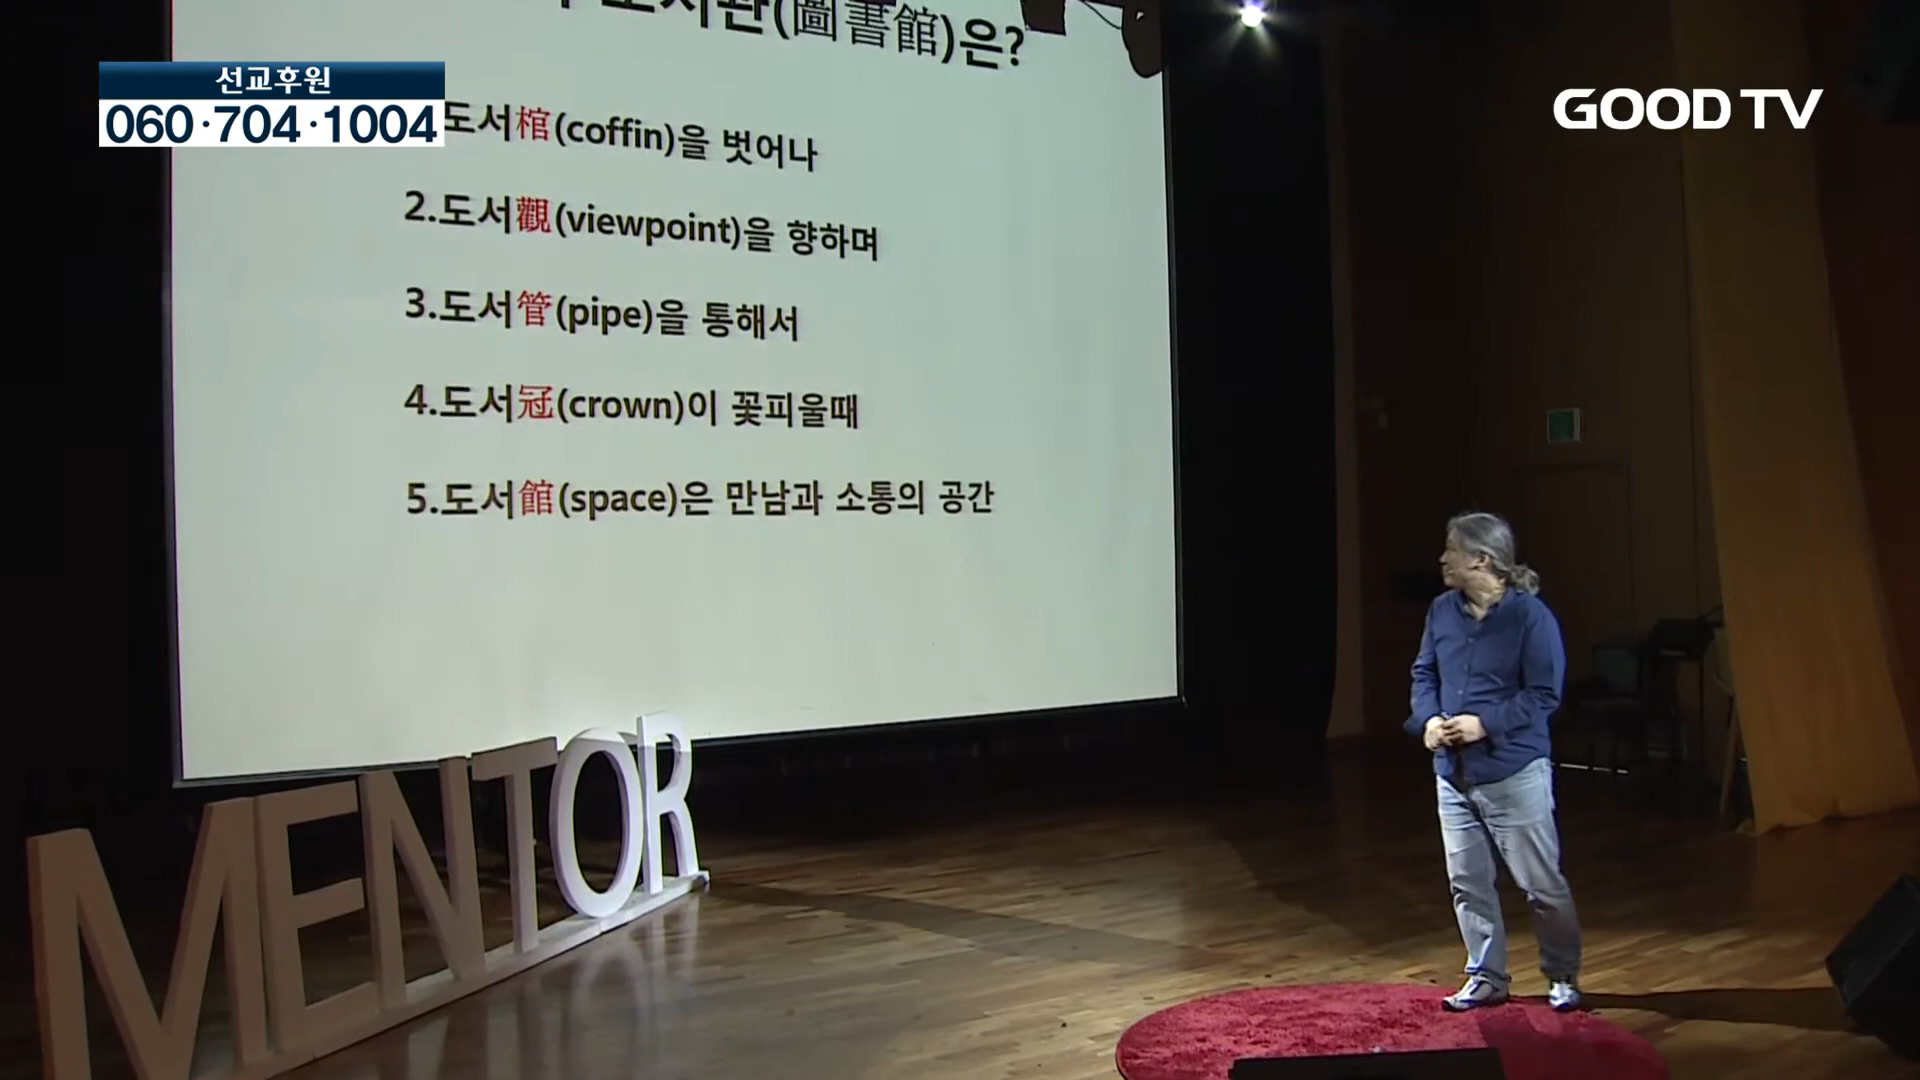 도서관(圖書館)은?
선교후원
060·704·1004
GOOD TV
도서棺(coffin)을 벗어나
2.도서觀(viewpoint)을 향하며
3.도서管(pipe)을 통해서
4.도서冠(crown)이 꽃피울때
5.도서館(space)은 만남과 소통의 공간
MENTOR